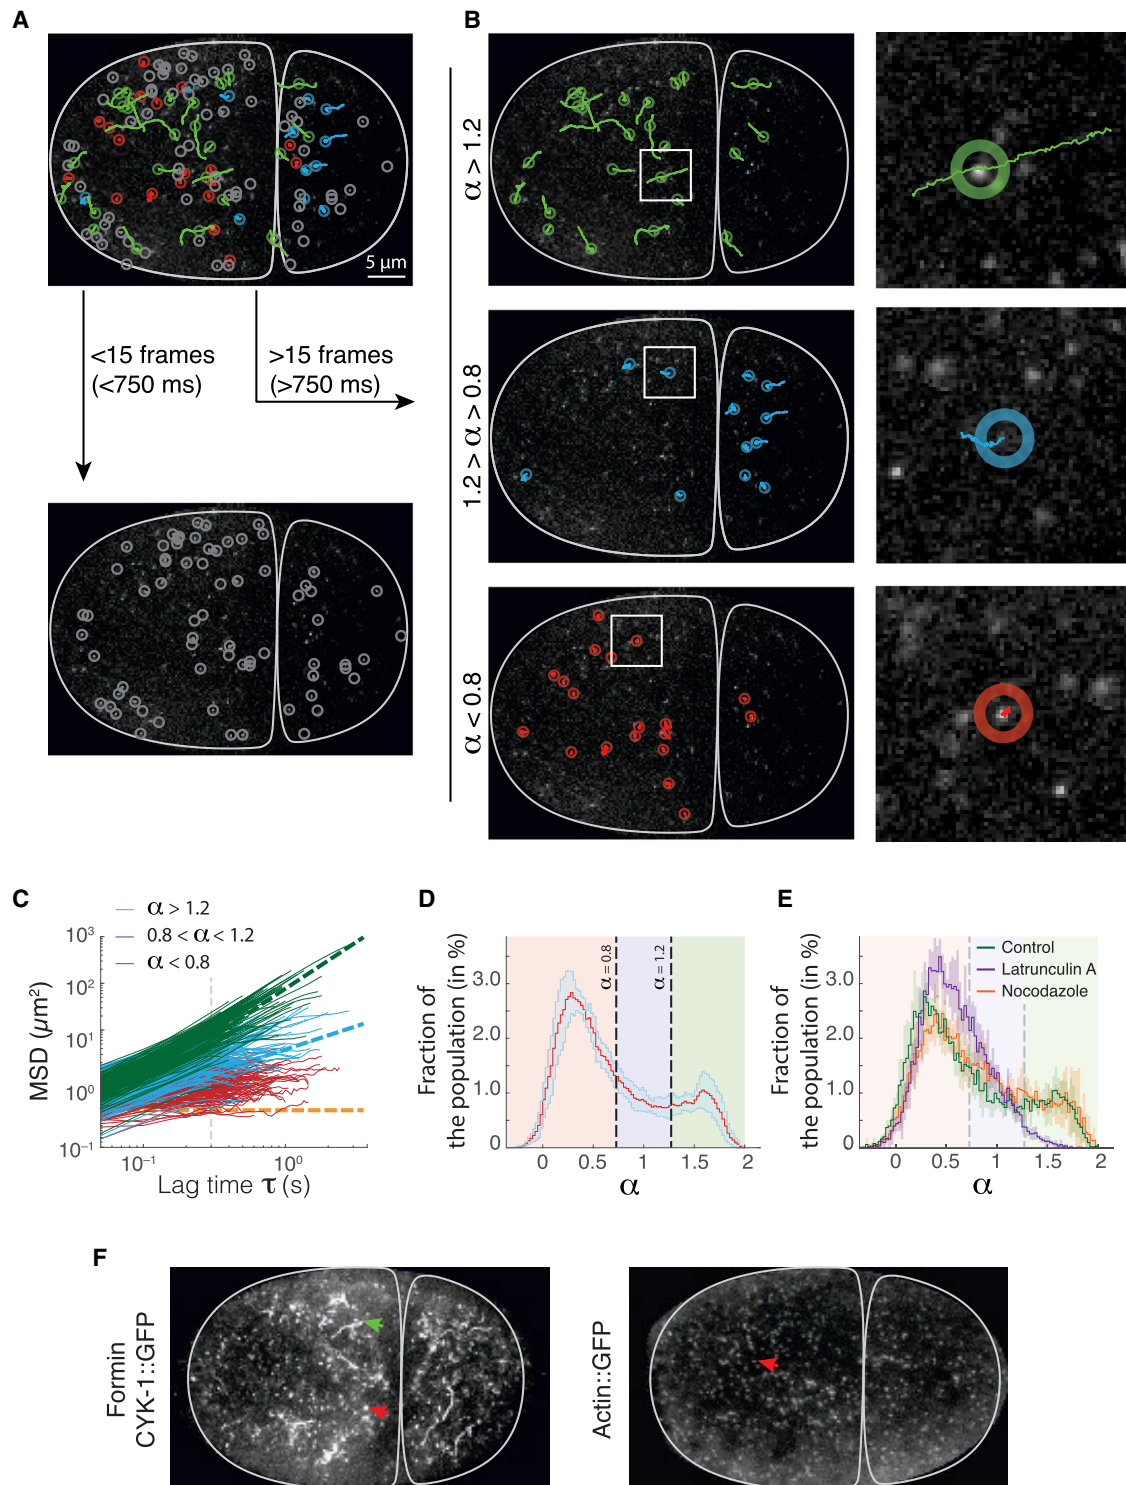 A
B
5 µm
<15 frames
(<750 ms)
>15 frames
(>750 ms)
α > 1.2
1.2 > α > 0.8
α < 0.8
C
α > 1.2
0.8 < α < 1.2
α < 0.8
10³
10²
10¹
10⁰
10⁻¹
MSD (µm²)
10⁻¹
10⁰
Lag time τ (s)
D
Fraction of
the population (in %)
3.0
2.0
1.0
0
α = 0.8
α = 1.2
0
0.5
1
1.5
2
α
E
Fraction of
the population (in %)
3.0
2.0
1.0
0
Control
Latrunculin A
Nocodazole
0
0.5
1
1.5
2
α
F
Formin
CYK-1::GFP
Actin::GFP